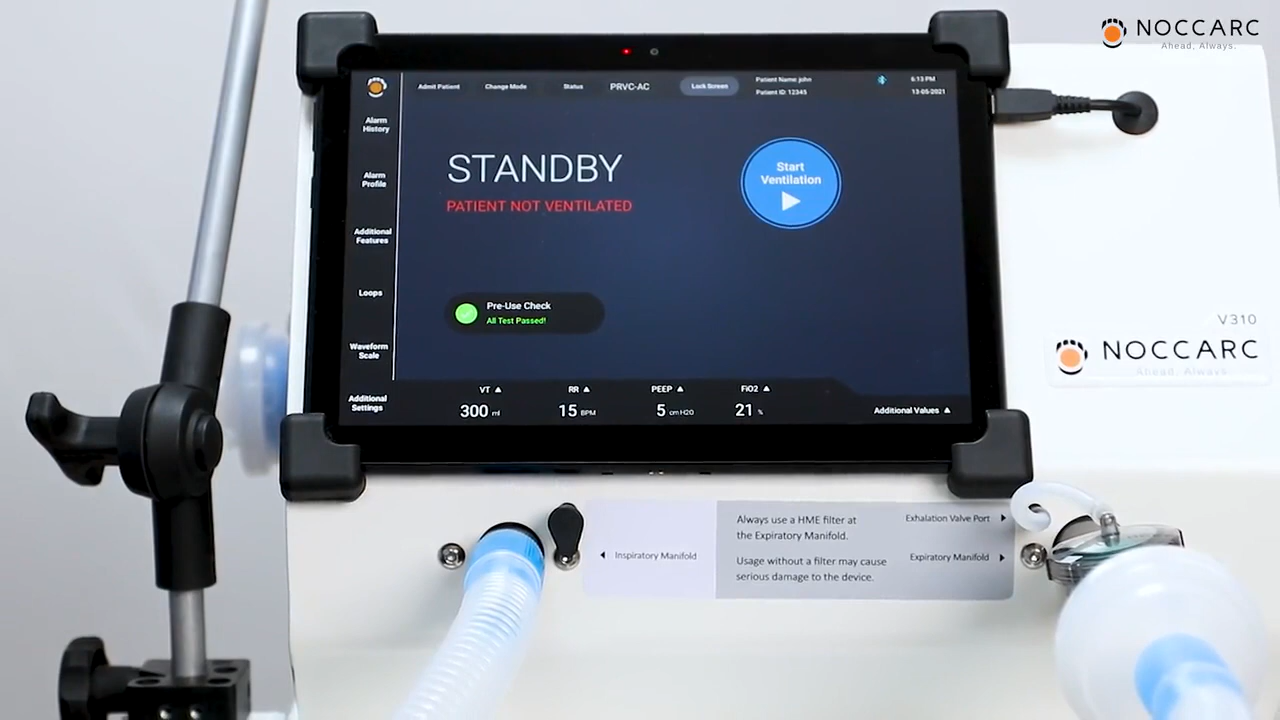 NOCCARC
Ahead, Always.
Admit Patient
Change Mode
Status
PRVC-AC
Lock Screen
Patient Name john
Patient ID: 12345
6:13 PM
13-05-2021
Alarm
History
Alarm
Profile
Additional
Features
Loops
Waveform
Scale
Additional
Settings
STANDBY
PATIENT NOT VENTILATED
Start
Ventilation
Pre-Use Check
All Test Passed!
VT
300 ml
RR
15 BPM
PEEP
5 cm H20
FiO2
21 %
Additional Values
V310
NOCCARC
Ahead, Always.
Inspiratory Manifold
Always use a HME filter at
the Expiratory Manifold.
Usage without a filter may cause
serious damage to the device.
Exhalation Valve Port
Expiratory Manifold